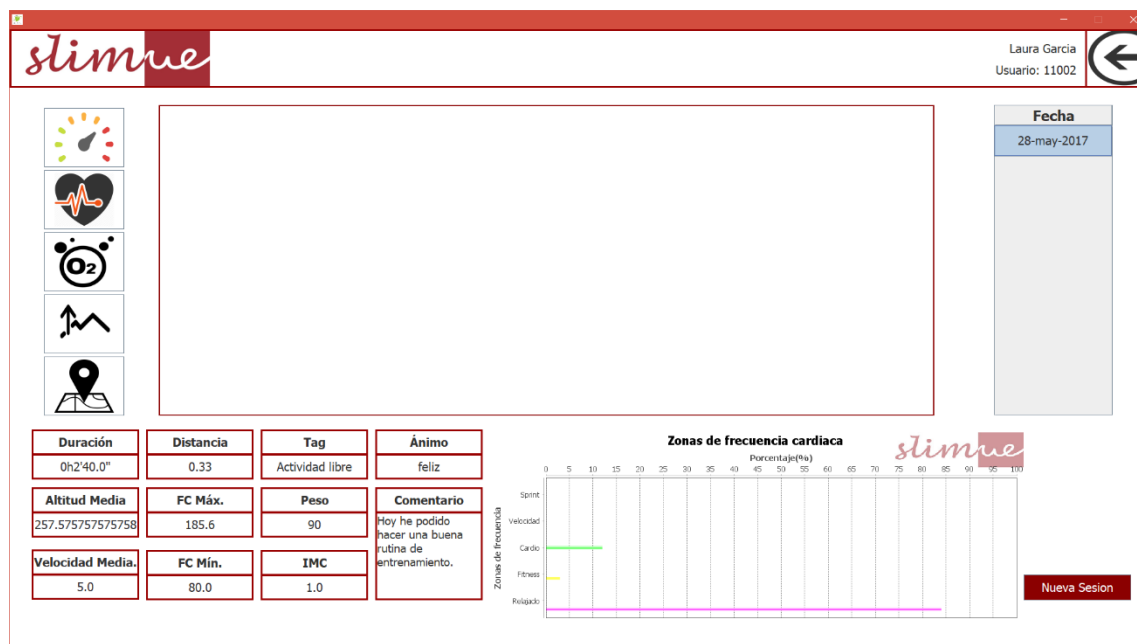 slimue
Laura Garcia
Usuario: 11002
O2
Fecha
28-may-2017
Duración
0h2'40.0"
Distancia
0.33
Tag
Actividad libre
Ánimo
feliz
Altitud Media
257.575757575758
FC Máx.
185.6
Peso
90
Comentario
Hoy he podido
hacer una buena
rutina de
entrenamiento.
Velocidad Media.
5.0
FC Mín.
80.0
IMC
1.0
Zonas de frecuencia cardiaca
slimue
Porcentaje(%)
0 5 10 15 20 25 30 35 40 45 50 55 60 65 70 75 80 85 90 95 100
Zonas de frecuencia
Sprint
Velocidad
Cardio
Fitness
Relajado
Nueva Sesion